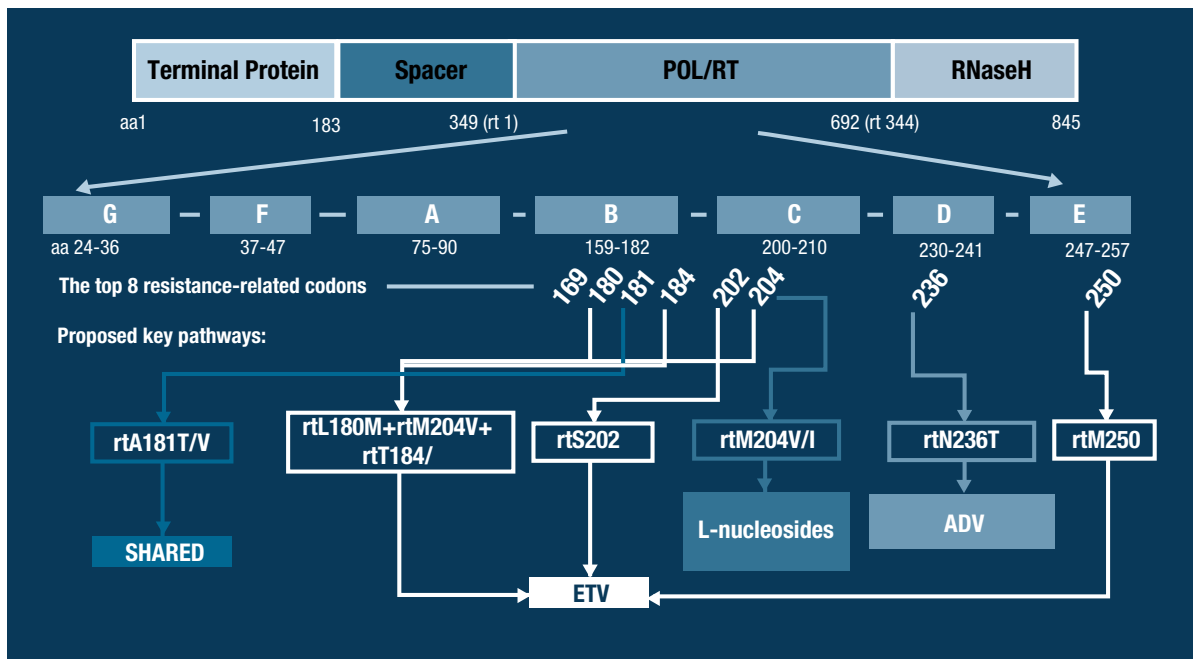 Terminal Protein Spacer POL/RT RNaseH
aa1 183 349 (rt 1) 692 (rt 344) 845
G F A B C D E
aa 24-36 37-47 75-90 159-182 200-210 230-241 247-257
The top 8 resistance-related codons 169 180 181 184 202 204 236 250
Proposed key pathways:
rtA181T/V
rtL180M+rtM204V+
rtT184/
rtS202
rtM204V/I
rtN236T
rtM250
SHARED
L-nucleosides
ADV
ETV